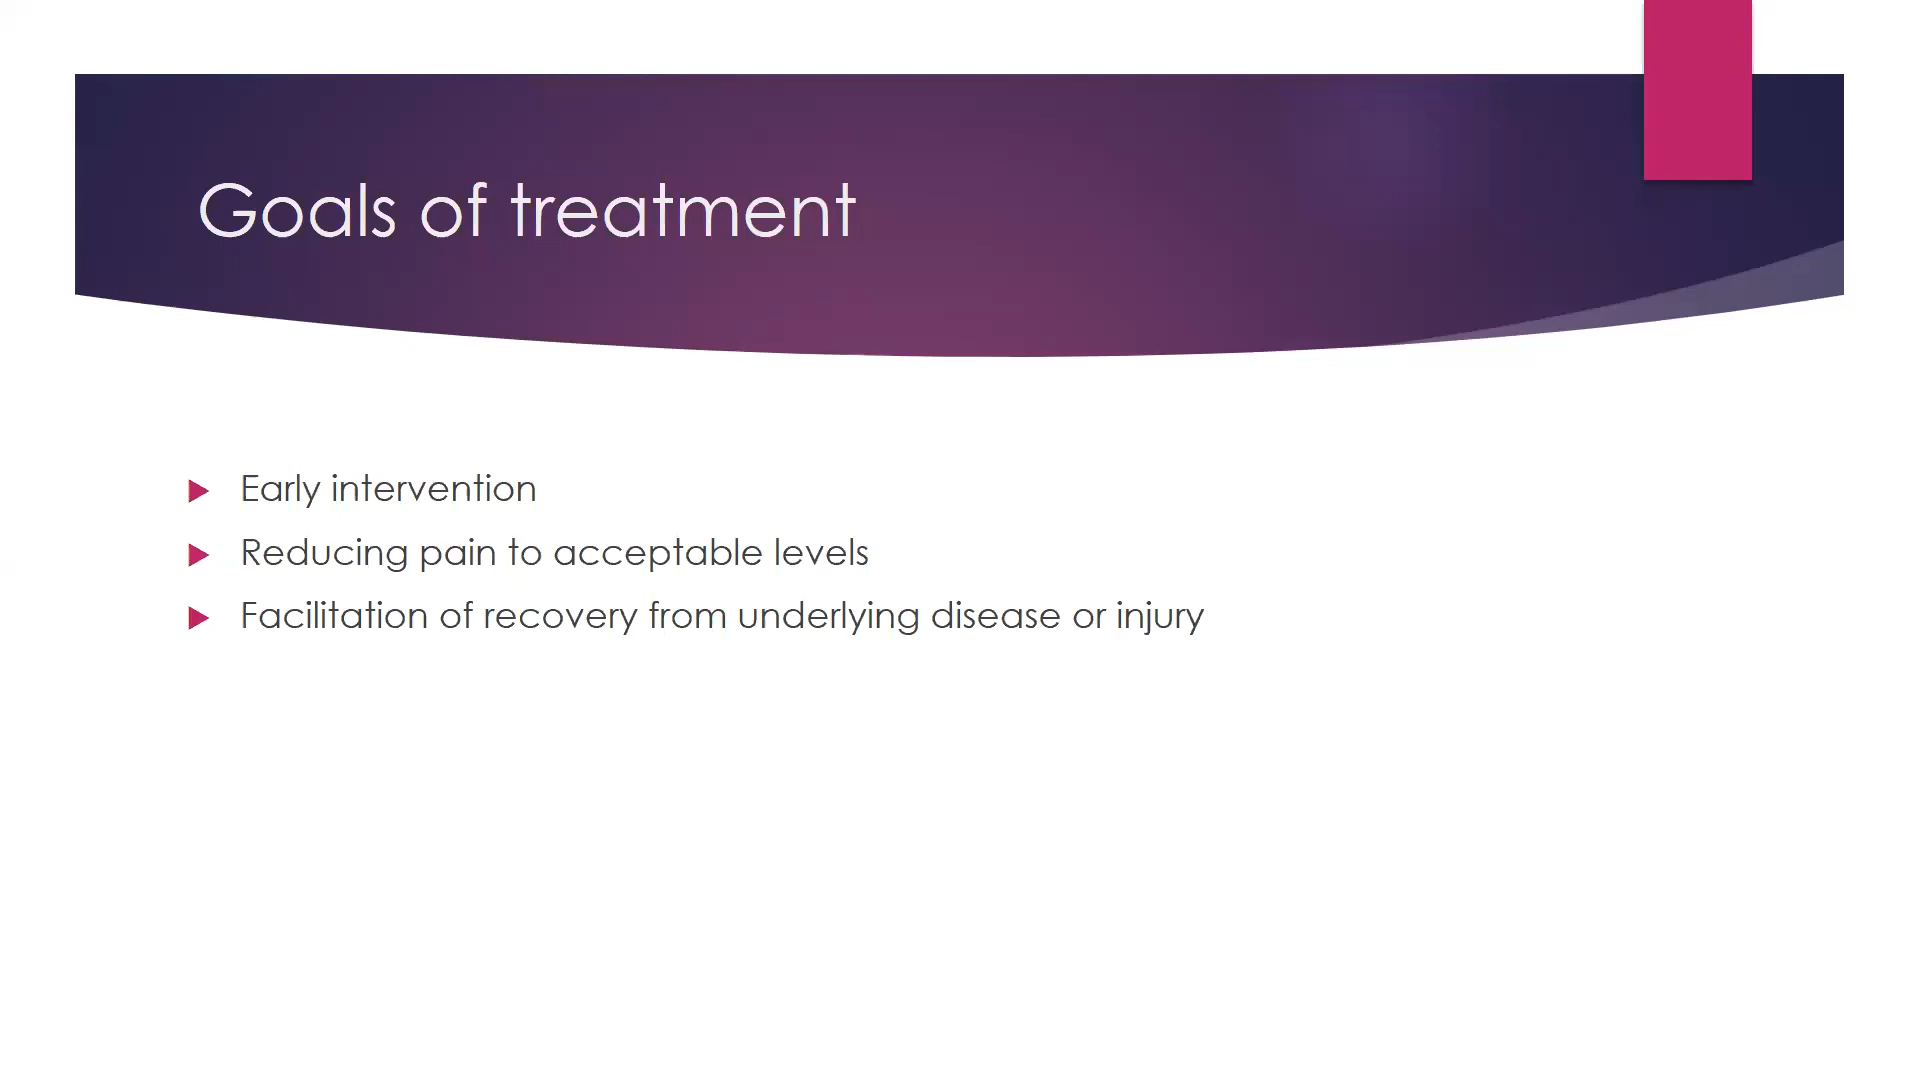 Goals of treatment
Early intervention
Reducing pain to acceptable levels
Facilitation of recovery from underlying disease or injury